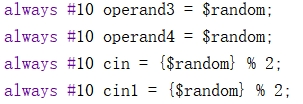 always #10 operand3 = $random;
always #10 operand4 = $random;
always #10 cin = {$random} % 2;
always #10 cin1 = {$random} % 2;